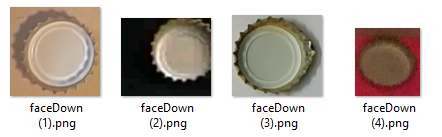 faceDown (1).png
faceDown (2).png
faceDown (3).png
faceDown (4).png